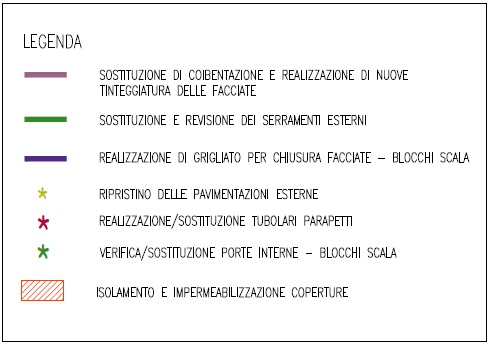 LEGENDA
SOSTITUZIONE DI COIBENTAZIONE E REALIZZAZIONE DI NUOVE
TINTEGGIATURA DELLE FACCIATE
SOSTITUZIONE E REVISIONE DEI SERRAMENTI ESTERNI
REALIZZAZIONE DI GRIGLIATO PER CHIUSURA FACCIATE – BLOCCHI SCALA
RIPRISTINO DELLE PAVIMENTAZIONI ESTERNE
REALIZZAZIONE/SOSTITUZIONE TUBOLARI PARAPETTI
VERIFICA/SOSTITUZIONE PORTE INTERNE – BLOCCHI SCALA
ISOLAMENTO E IMPERMEABILIZZAZIONE COPERTURE